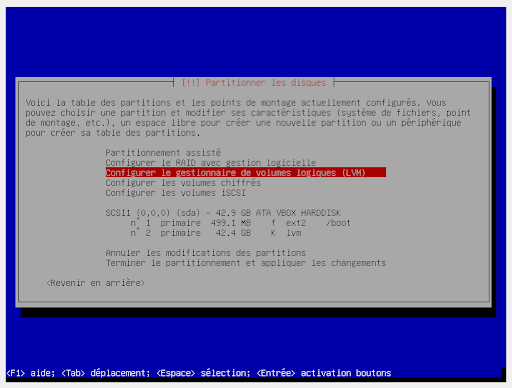 [!!] Partitionner les disques
Voici la table des partitions et les points de montage actuellement configurés. Vous
pouvez choisir une partition et modifier ses caractéristiques (système de fichiers, point
de montage, etc.), un espace libre pour créer une nouvelle partition ou un périphérique
pour créer sa table des partitions.
Partitionnement assisté
Configurer le RAID avec gestion logicielle
Configurer le gestionnaire de volumes logiques (LVM)
Configurer les volumes chiffrés
Configurer les volumes iSCSI
SCSI1 (0,0,0) (sda) - 42.9 GB ATA VBOX HARDDISK
n° 1 primaire 499.1 MB f ext2 /boot
n° 2 primaire 42.4 GB K lvm
Annuler les modifications des partitions
Terminer le partitionnement et appliquer les changements
<Revenir en arrière>
<F1> aide; <Tab> déplacement; <Espace> sélection; <Entrée> activation boutons